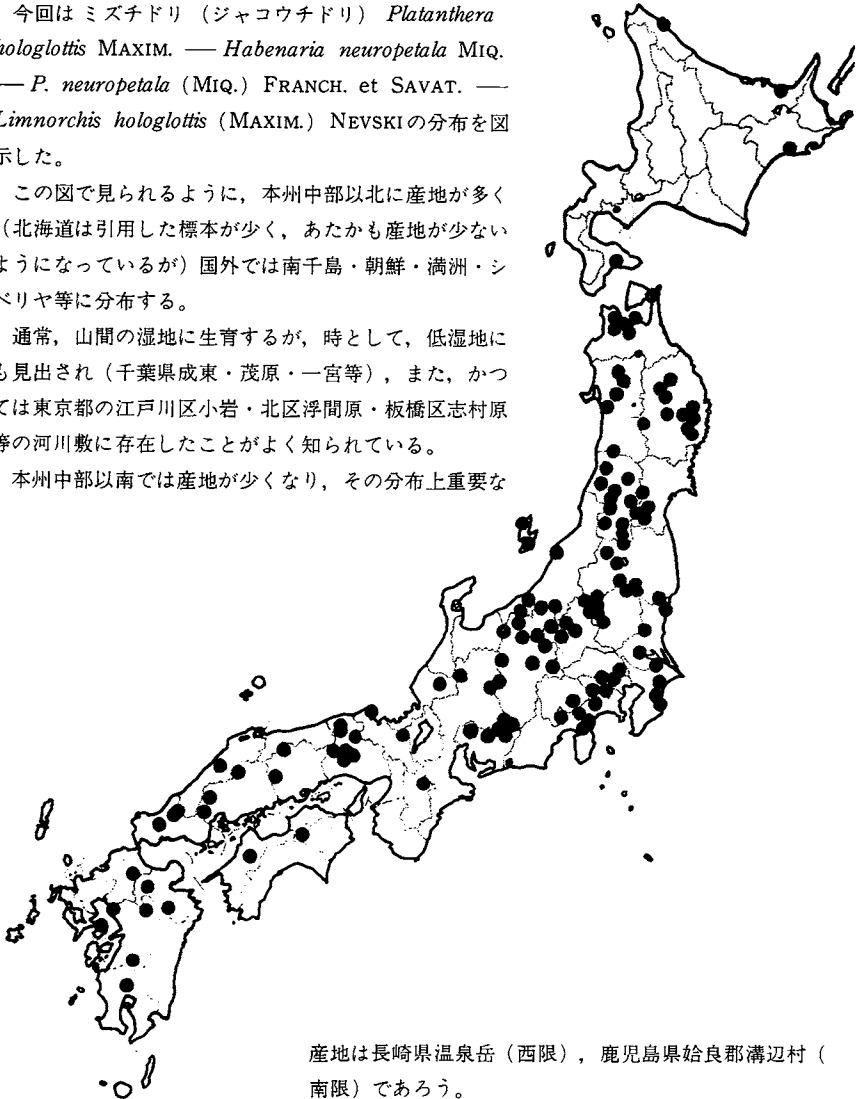 今回はミズチドリ（ジャコウチドリ）Platanthera
hologlottis MAXIM. — Habenaria neuropetala MIQ.
— P. neuropetala (MIQ.) FRANCH. et SAVAT. —
Limnorchis hologlottis (MAXIM.) NEVSKIの分布を図
示した。
この図で見られるように，本州中部以北に産地が多く
（北海道は引用した標本が少く，あたかも産地が少ない
ようになっているが）国外では南千島・朝鮮・満洲・シ
ベリヤ等に分布する。
通常，山間の湿地に生育するが，時として，低湿地に
も見出され（千葉県成東・茂原・一宮等），また，かつ
ては東京都の江戸川区小岩・北区浮間原・板橋区志村原
等の河川敷に存在したことがよく知られている。
本州中部以南では産地が少くなり，その分布上重要な
産地は長崎県温泉岳（西限），鹿児島県姶良郡溝辺村（
南限）であろう。